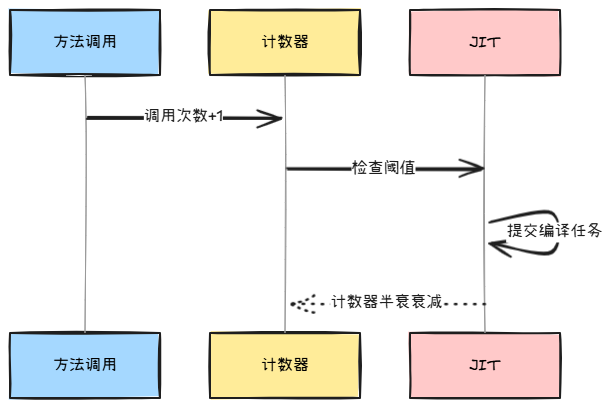 方法调用
计数器
JIT
调用次数+1
检查阈值
提交编译任务
计数器半衰衰减
方法调用
计数器
JIT